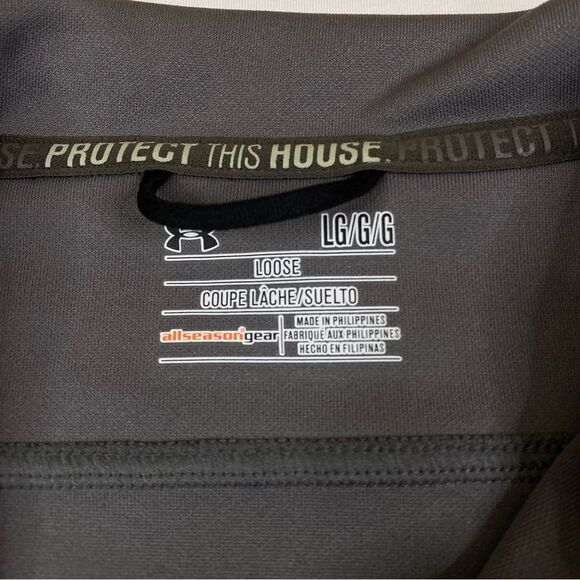 SE. PROTECT THIS HOUSE. PROTECT T
LG/G/G
LOOSE
COUPE LÂCHE/SUELTO
allseasongear
MADE IN PHILIPPINES
FABRIQUÉ AUX PHILIPPINES
HECHO EN FILIPINAS